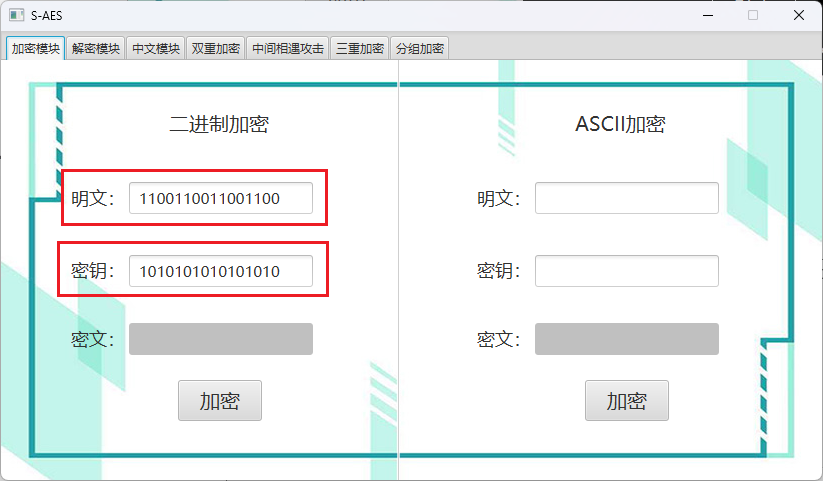 S-AES
加密模块 解密模块 中文模块 双重加密 中间相遇攻击 三重加密 分组加密
二进制加密
明文： 1100110011001100
密钥： 1010101010101010
密文：
加密
ASCII加密
明文：
密钥：
密文：
加密